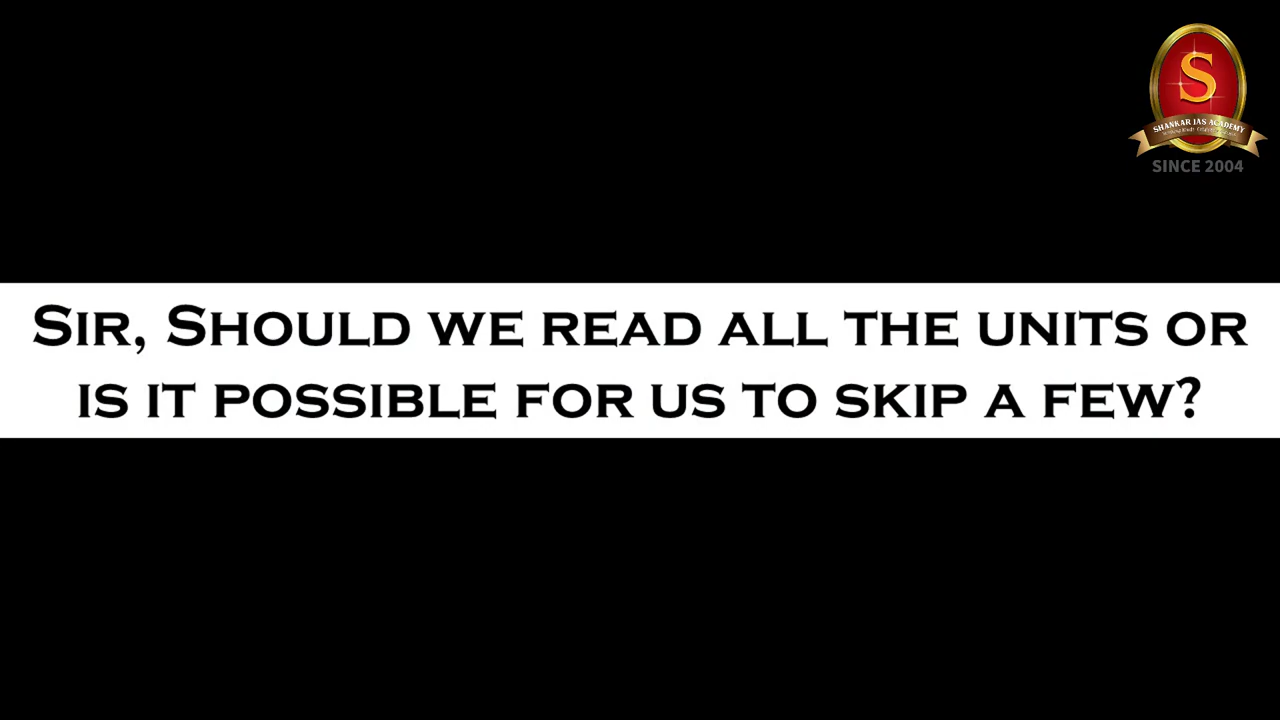 S
SHANKAR IAS ACADEMY
SINCE 2004
SIR, SHOULD WE READ ALL THE UNITS OR
IS IT POSSIBLE FOR US TO SKIP A FEW?